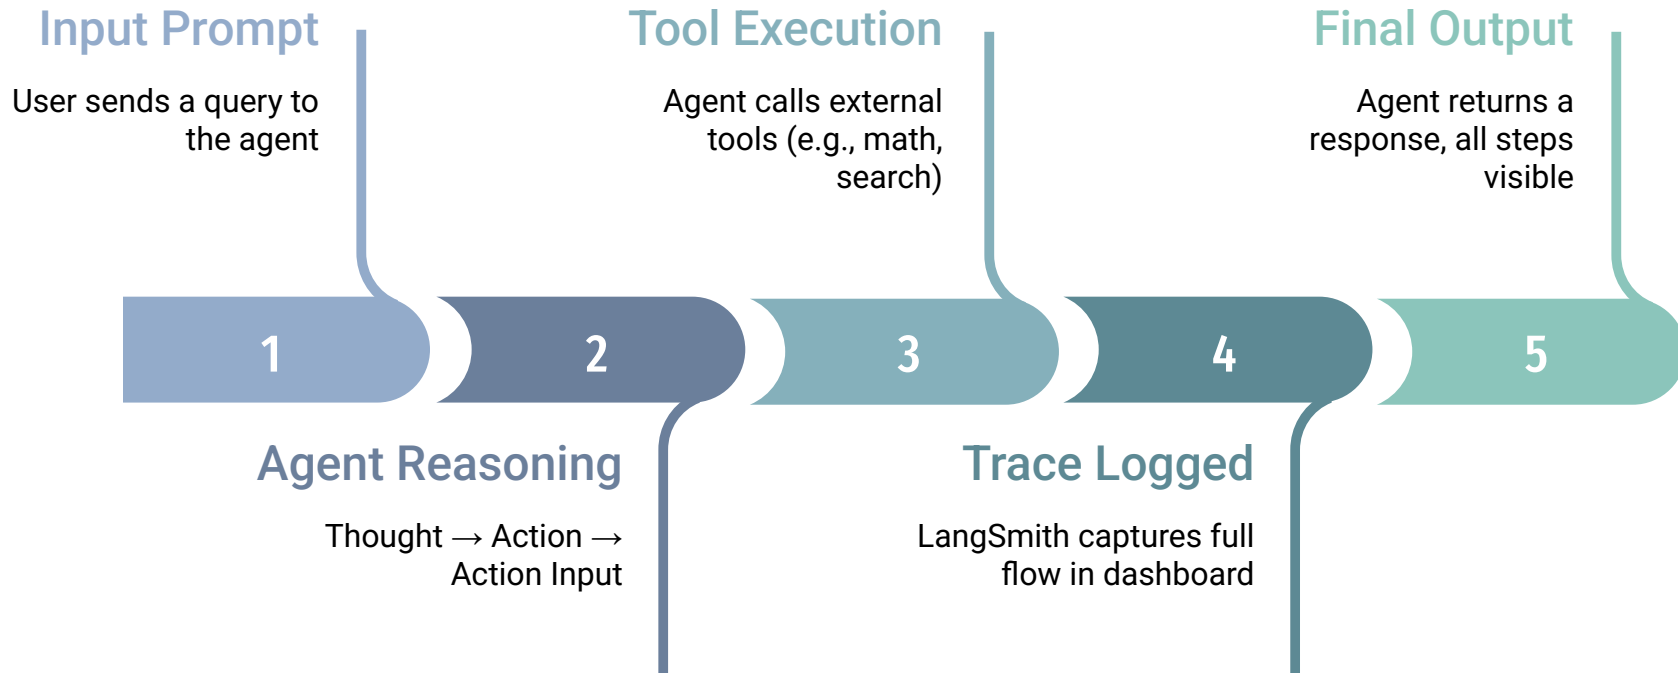 Input Prompt
User sends a query to
the agent
Tool Execution
Agent calls external
tools (e.g., math,
search)
Final Output
Agent returns a
response, all steps
visible
1
2
3
4
5
Agent Reasoning
Thought → Action →
Action Input
Trace Logged
LangSmith captures full
flow in dashboard